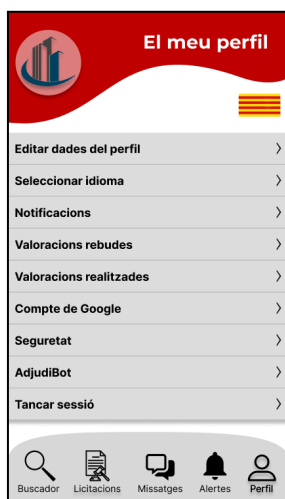 El meu perfil
Editar dades del perfil
Seleccionar idioma
Notificacions
Valoracions rebudes
Valoracions realitzades
Compte de Google
Seguretat
AdjudiBot
Tancar sessió
Buscador Licitacions Missatges Alertes Perfil